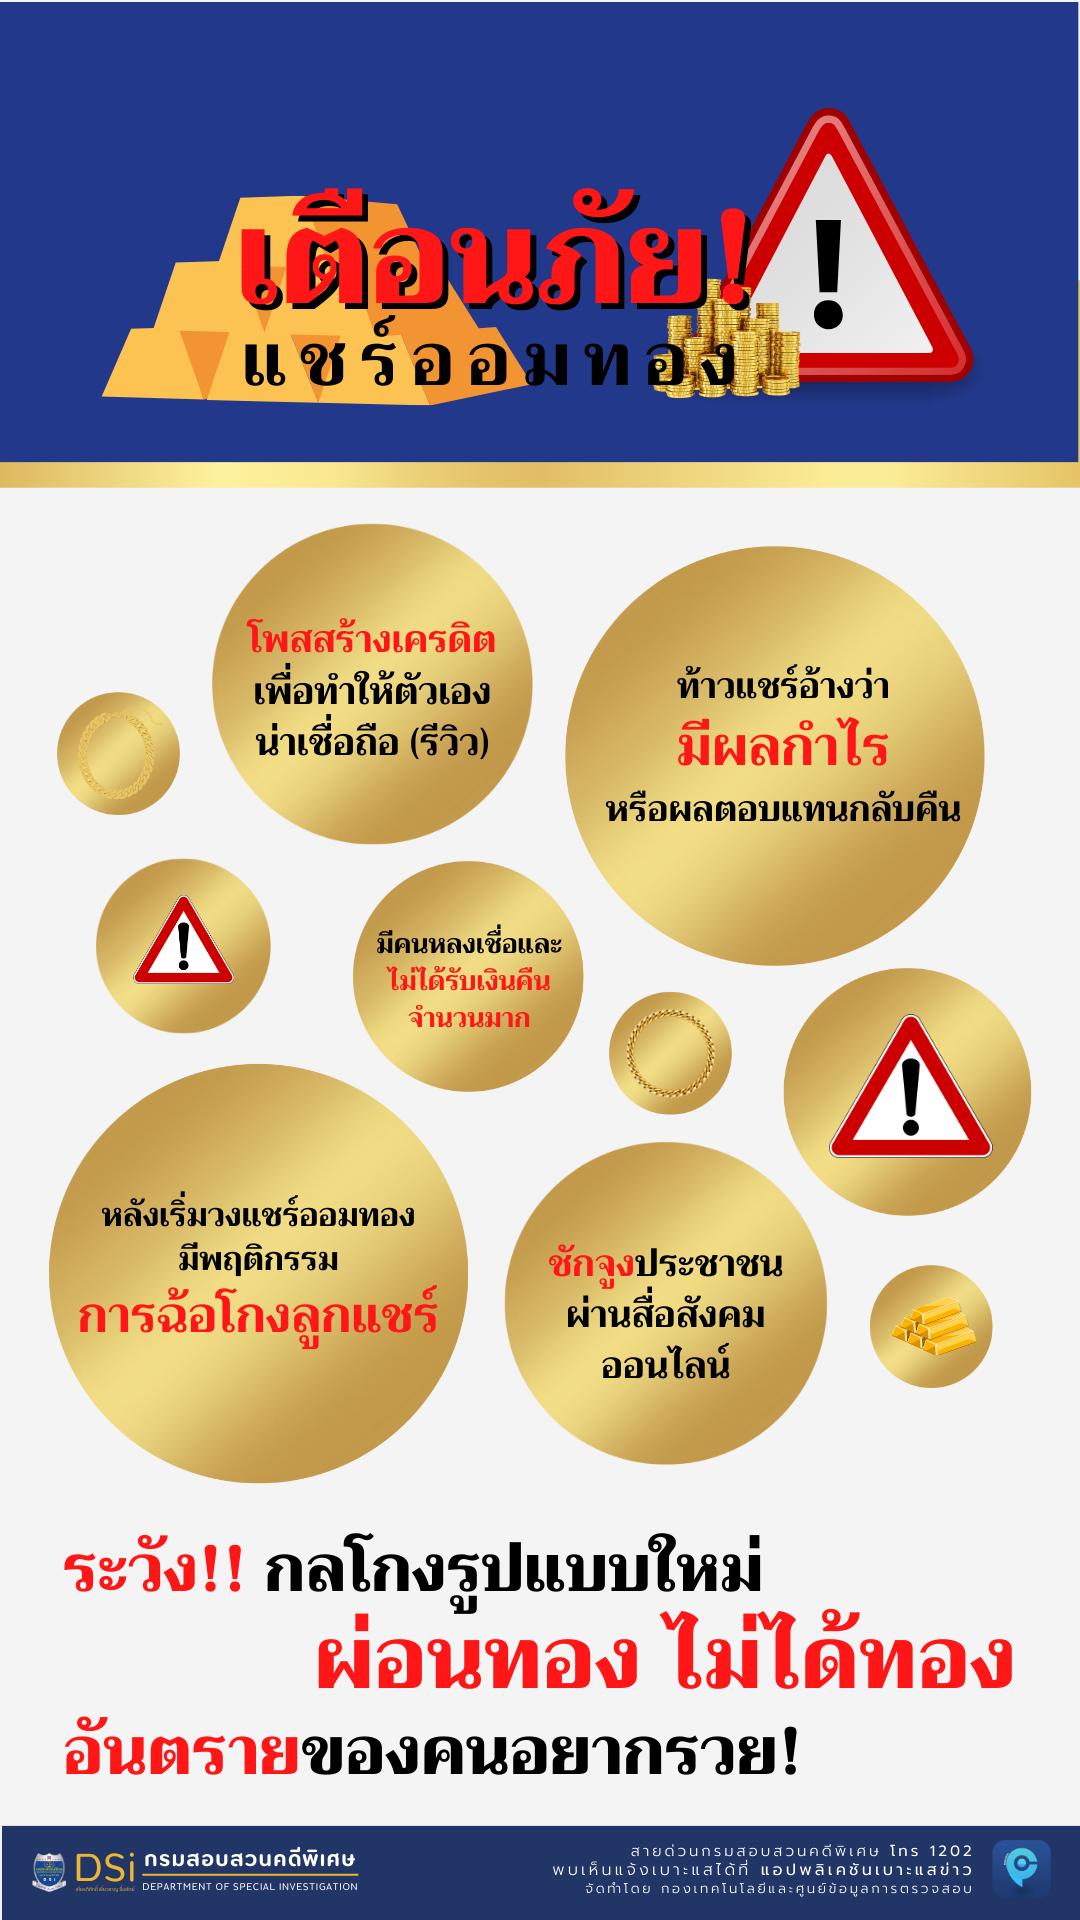 เตือนภัย!
แชร์ออมทอง
โพสสร้างเครดิต
เพื่อทำให้ตัวเอง
น่าเชื่อถือ (รีวิว)
ท้าวแชร์อ้างว่า
มีผลกำไร
หรือผลตอบแทนกลับคืน
มีคนหลงเชื่อและ
ไม่ได้รับเงินคืน
จำนวนมาก
หลังเริ่มวงแชร์ออมทอง
มีพฤติกรรม
การฉ้อโกงลูกแชร์
ชักจูงประชาชน
ผ่านสื่อสังคม
ออนไลน์
ระวัง!! กลโกงรูปแบบใหม่
ผ่อนทอง ไม่ได้ทอง
อันตรายของคนอยากรวย!
DSi
กรมสอบสวนคดีพิเศษ
DEPARTMENT OF SPECIAL INVESTIGATION
สายด่วนกรมสอบสวนคดีพิเศษ โทร 1202
พบเห็นแจ้งเบาะแสได้ที่ แอปพลิเคชันเบาะแสข่าว
จัดทำโดย กองเทคโนโลยีและศูนย์ข้อมูลการตรวจสอบ